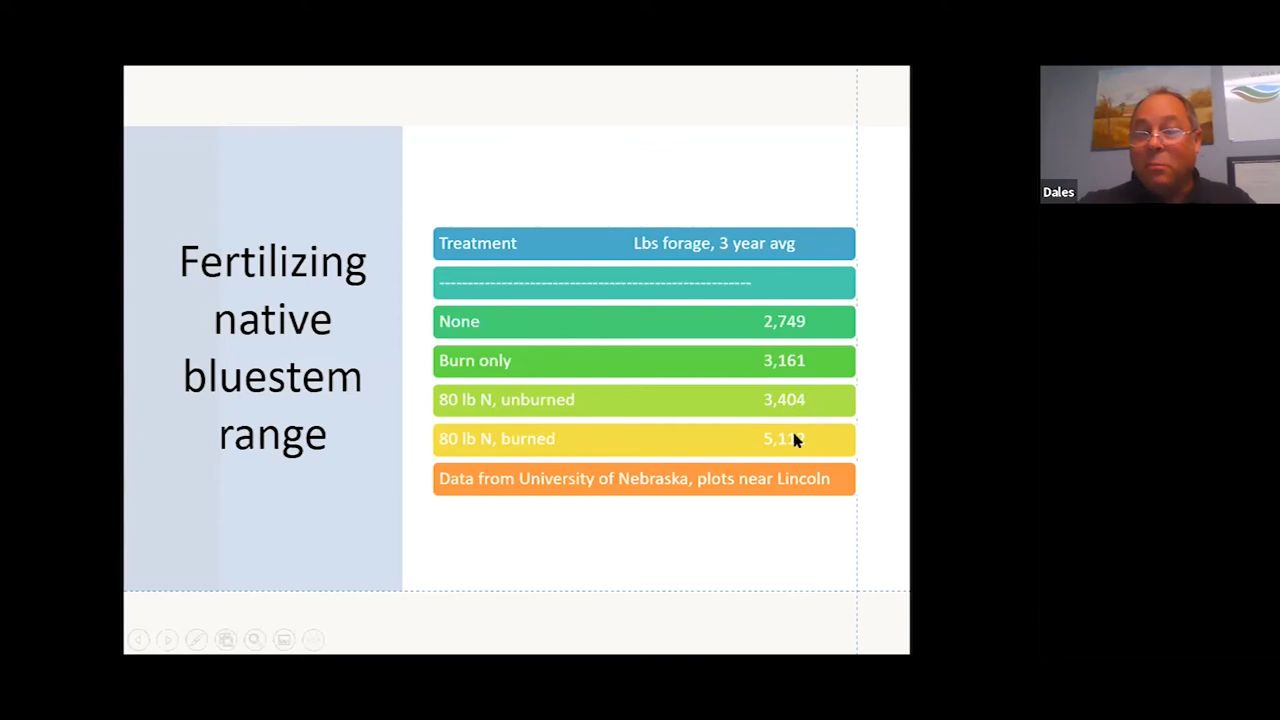 Fertilizing
native
bluestem
range
Treatment Lbs forage, 3 year avg
-------------------------------------------------------
None 2,749
Burn only 3,161
80 lb N, unburned 3,404
80 lb N, burned
Data from University of Nebraska, plots near Lincoln
Dales